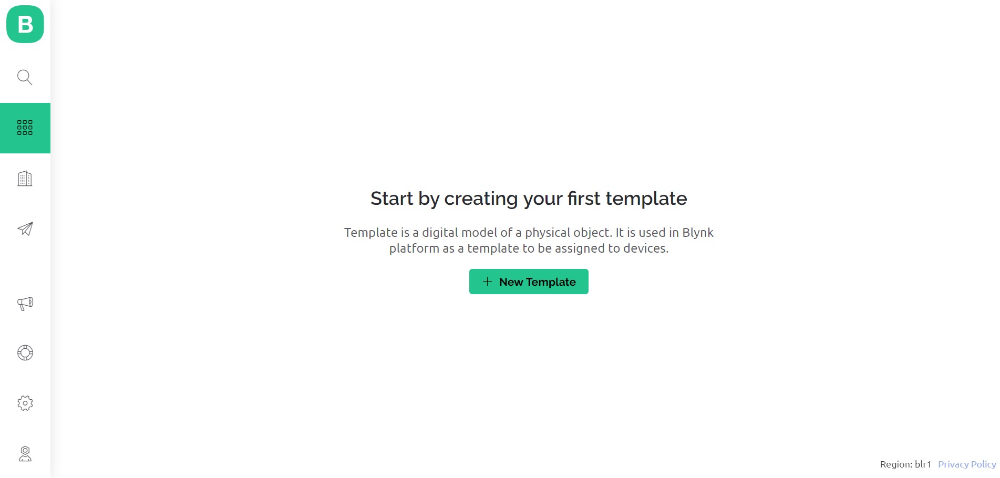 B
Start by creating your first template
Template is a digital model of a physical object. It is used in Blynk
platform as a template to be assigned to devices.
New Template
Region: blr1 Privacy Policy